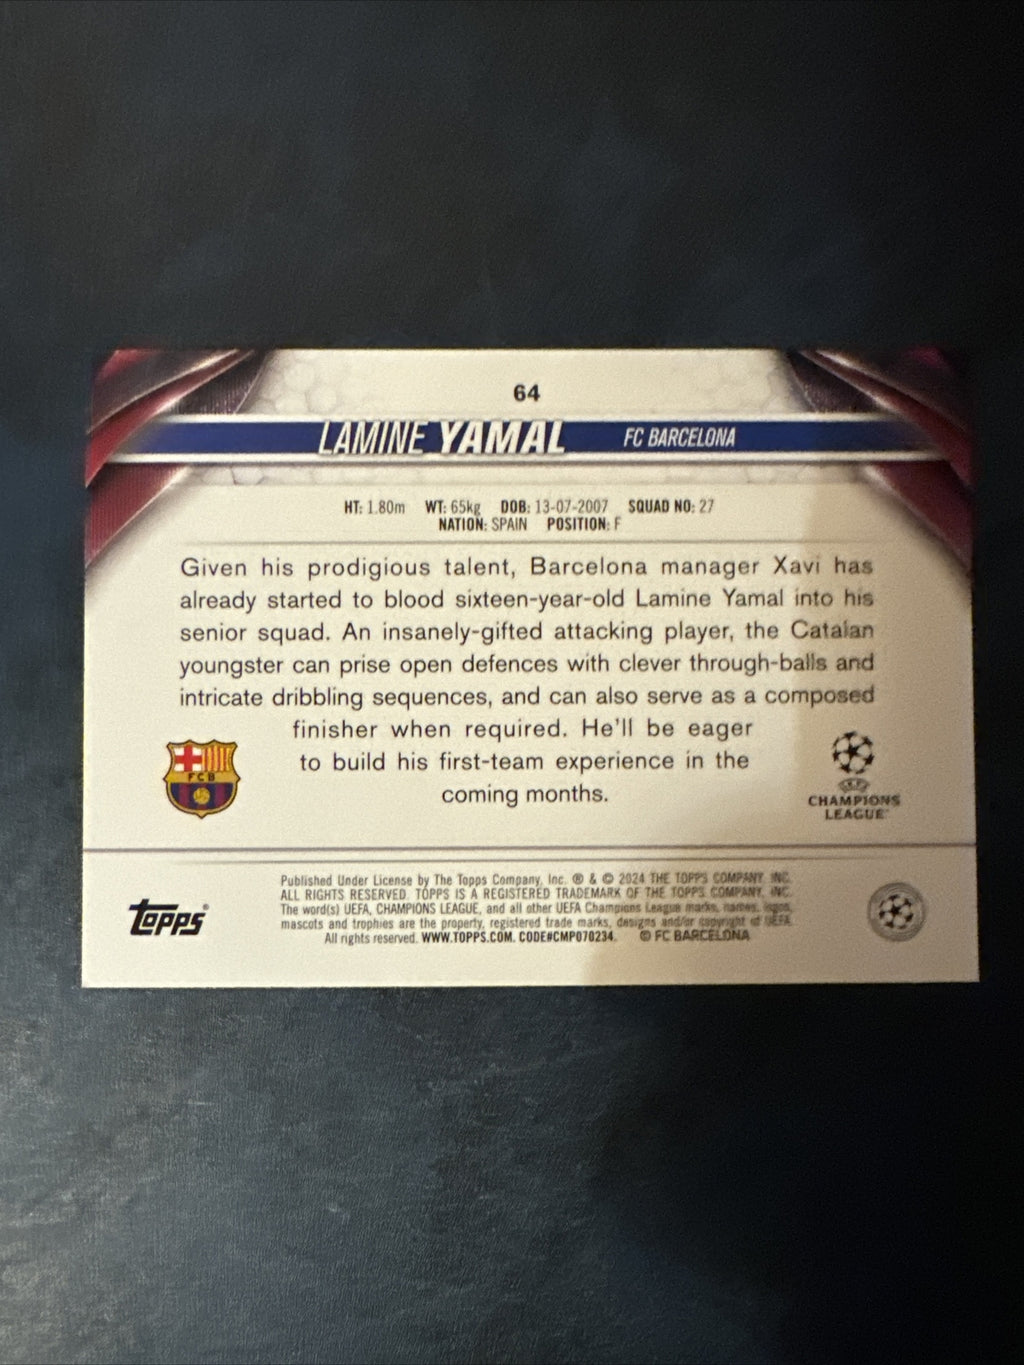 64
LAMINE YAMAL FC BARCELONA
HT: 1.80m WT: 65kg DOB: 13-07-2007 SQUAD NO: 27
NATION: SPAIN POSITION: F
Given his prodigious talent, Barcelona manager Xavi has
already started to blood sixteen-year-old Lamine Yamal into his
senior squad. An insanely-gifted attacking player, the Catalan
youngster can prise open defences with clever through-balls and
intricate dribbling sequences, and can also serve as a composed
finisher when required. He'll be eager
to build his first-team experience in the
coming months.
FCB
UEFA
CHAMPIONS
LEAGUE™
Published Under License by The Topps Company, Inc. ® & © 2024 THE TOPPS COMPANY, INC.
ALL RIGHTS RESERVED. TOPPS IS A REGISTERED TRADEMARK OF THE TOPPS COMPANY, INC.
The word(s) UEFA, CHAMPIONS LEAGUE, and all other UEFA Champions League marks, names, logos,
mascots and trophies are the property, registered trade marks, designs and/or copyright of UEFA.
All rights reserved. WWW.TOPPS.COM. CODE#CMP070234. © FC BARCELONA
Topps®